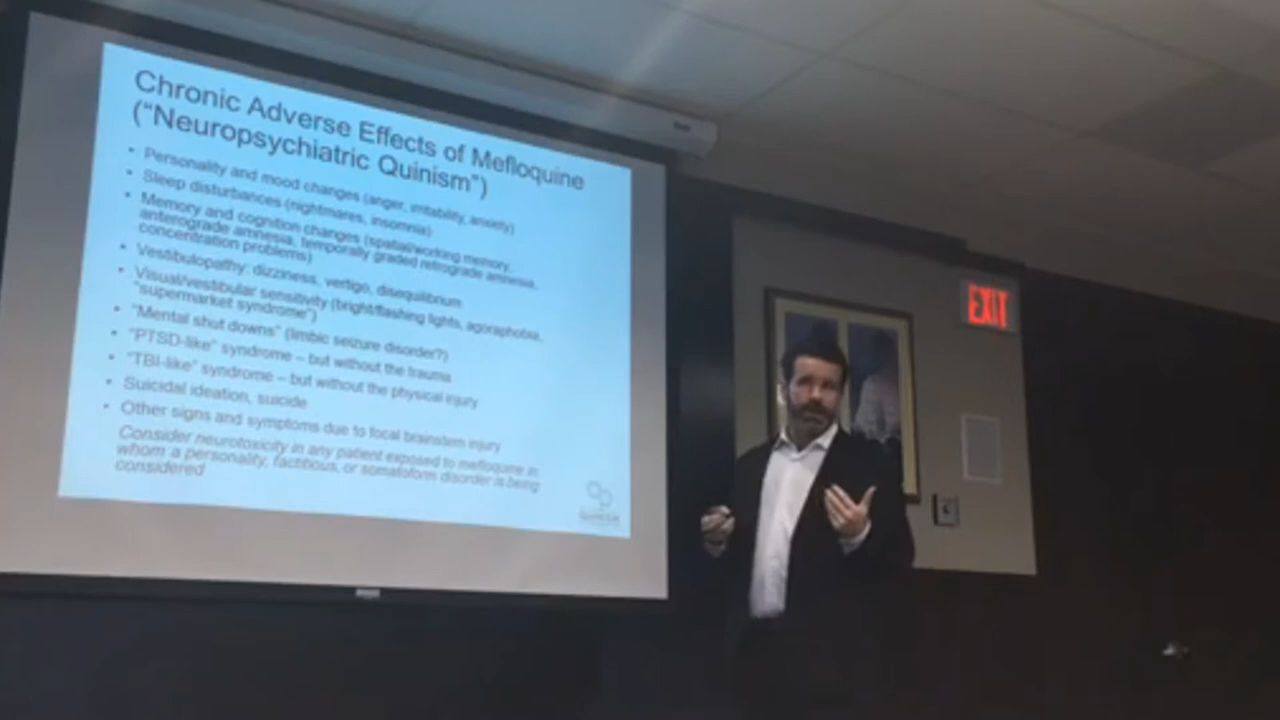 Chronic Adverse Effects of Mefloquine
("Neuropsychiatric Quinism")
• Personality and mood changes (anger, irritability, anxiety)
• Sleep disturbances (nightmares, insomnia)
• Memory and cognition changes (spatial/working memory,
anterograde amnesia, temporally graded retrograde amnesia,
concentration problems)
• Vestibulopathy: dizziness, vertigo, disequilibrium
• Visual/vestibular sensitivity (bright/flashing lights, agoraphobia,
"supermarket syndrome")
• "Mental shut downs" (limbic seizure disorder?)
• "PTSD-like" syndrome – but without the trauma
• "TBI-like" syndrome – but without the physical injury
• Suicidal ideation, suicide
• Other signs and symptoms due to focal brainstem injury
Consider neurotoxicity in any patient exposed to mefloquine in
whom a personality, factitious, or somatoform disorder is being
considered
EXIT